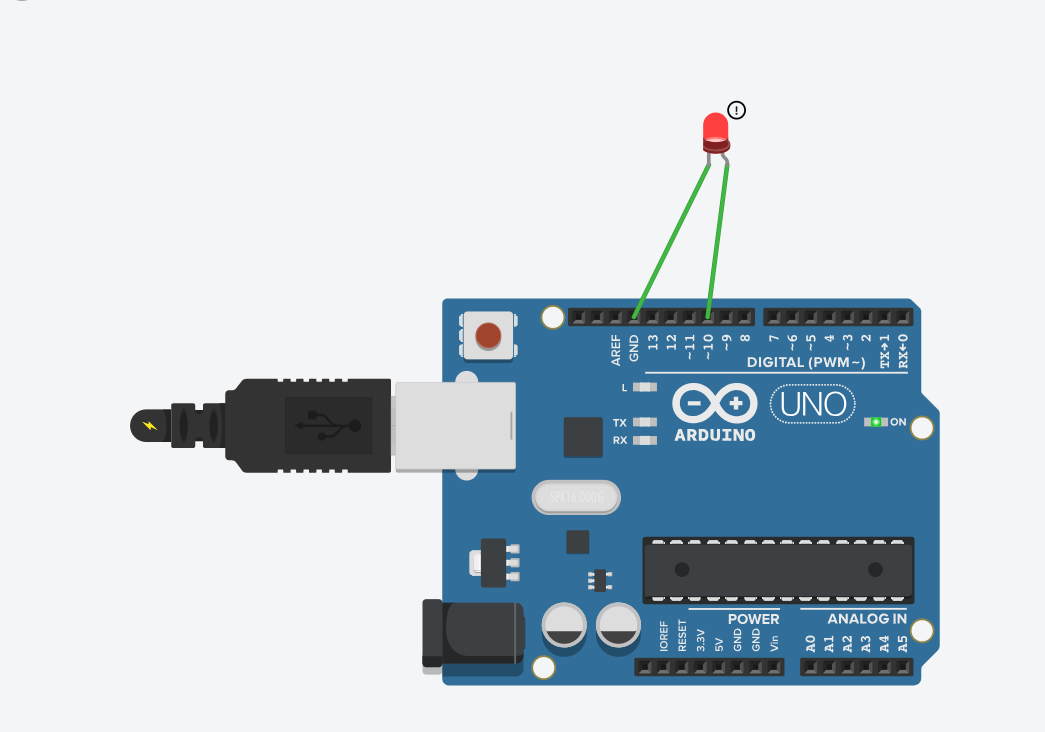 !
AREF
GND
13
12
~11
~10
~9
8
7
~6
~5
4
~3
2
TX→1
RX←0
DIGITAL (PWM~)
L
TX
RX
ARDUINO
UNO
ON
SPK16.000G
POWER
ANALOG IN
IOREF
RESET
3.3V
5V
GND
GND
Vin
A0
A1
A2
A3
A4
A5